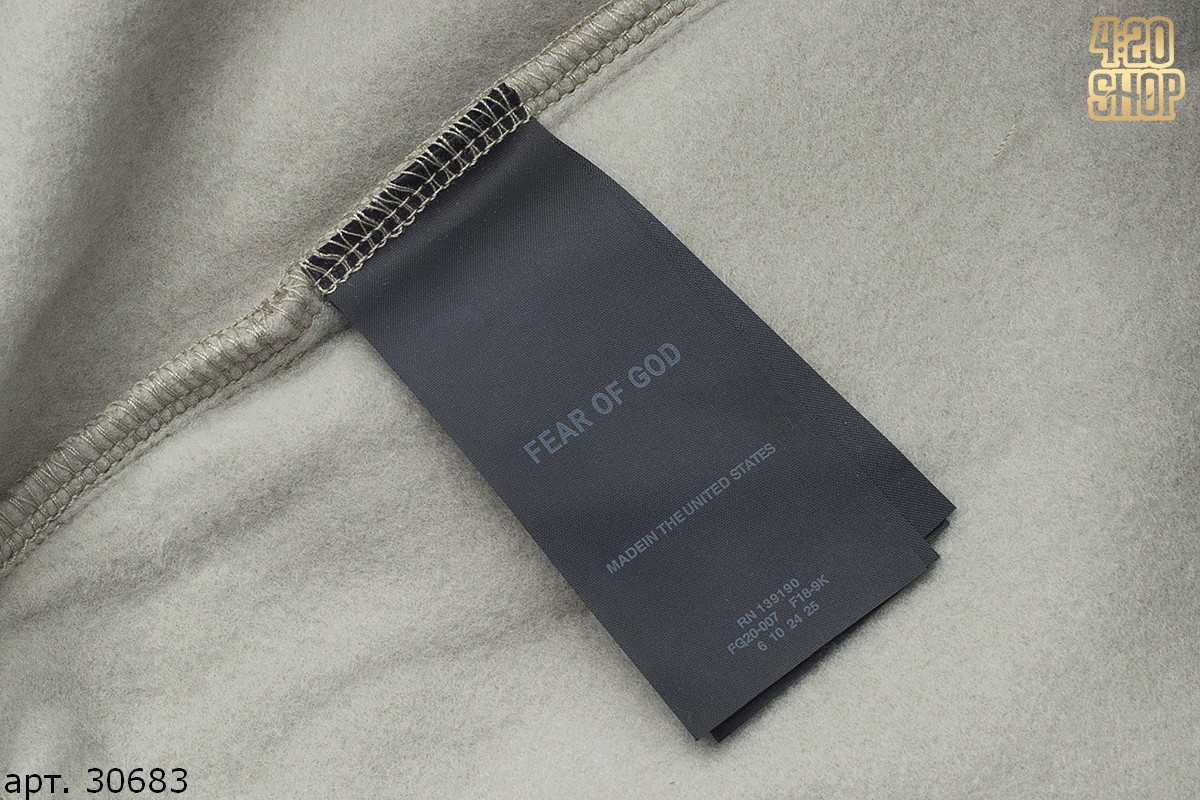 4:20
SHOP
FEAR OF GOD
MADEIN THE UNITED STATES
RN 139190
FG20-007 F18-9K
6 10 24 25
арт. 30683